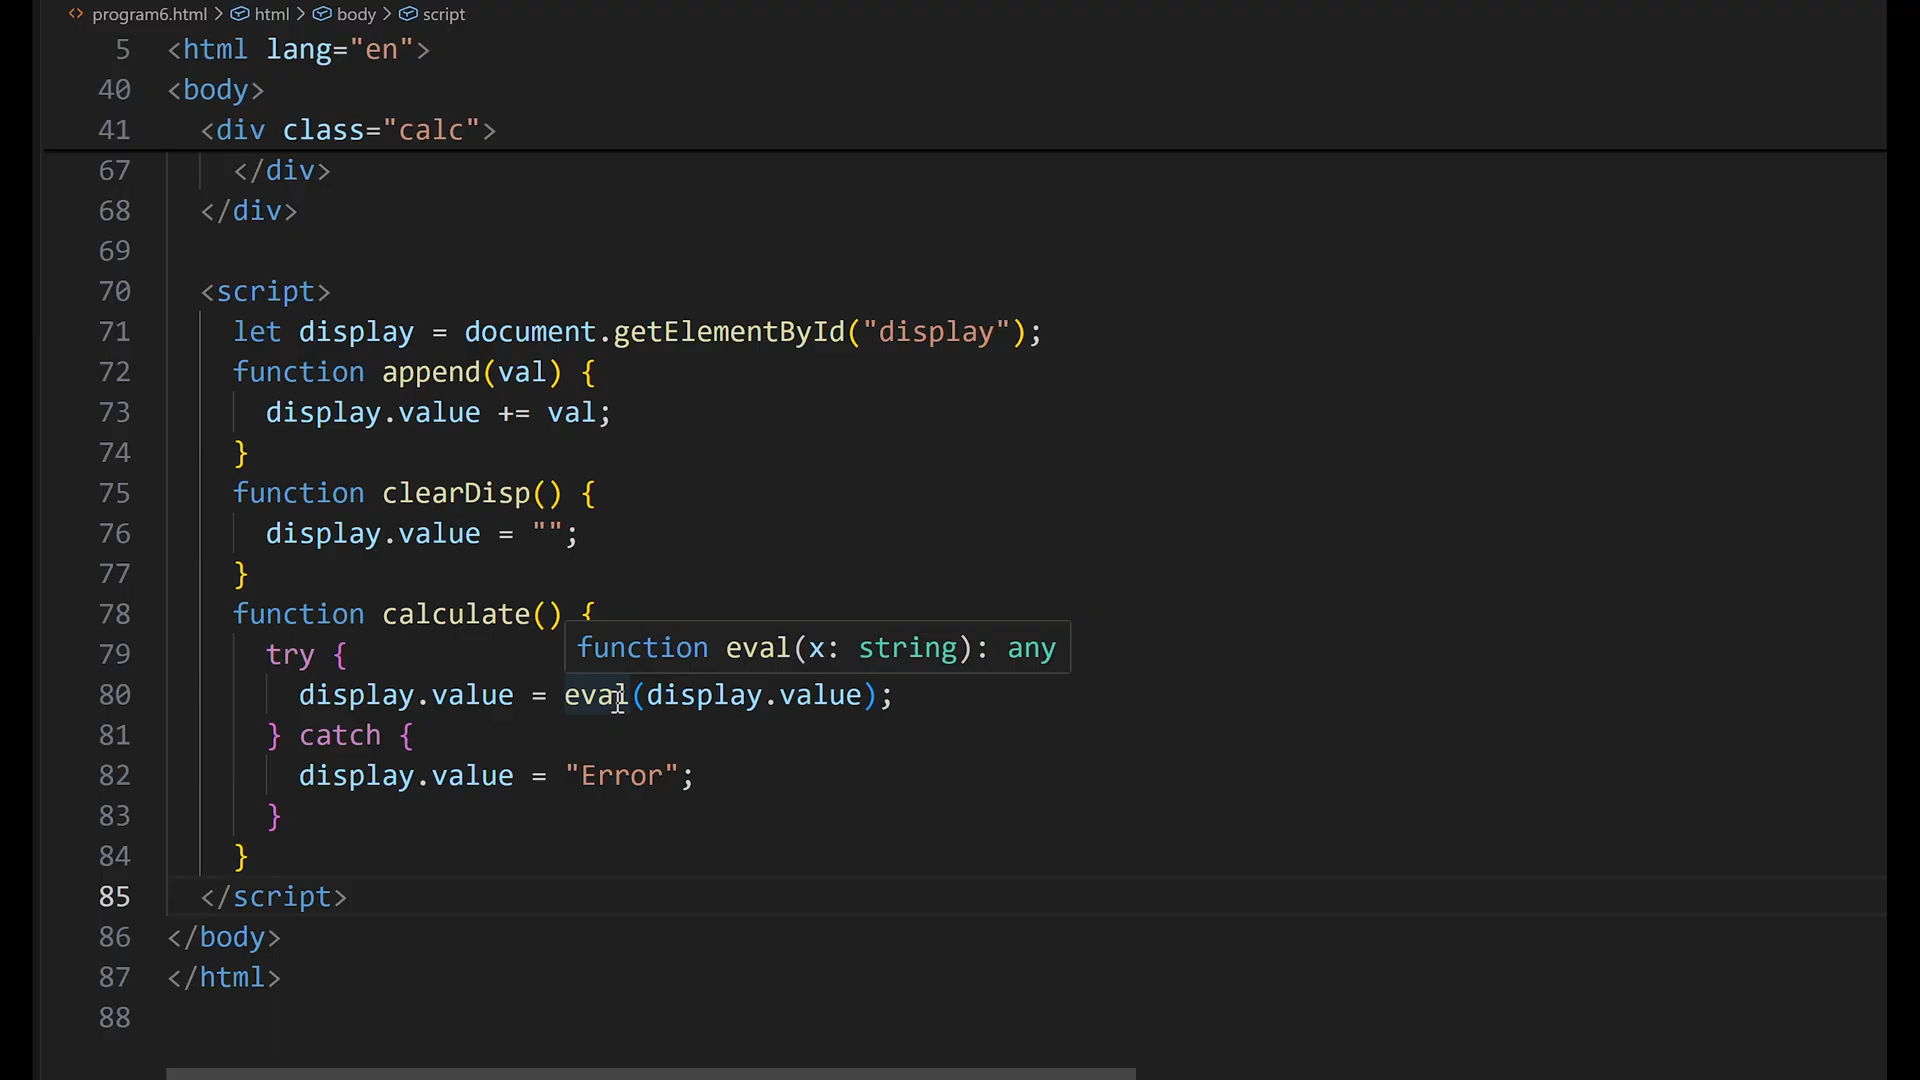 <> program6.html > html > body > script
5 <html lang="en">
40 <body>
41 <div class="calc">
67 </div>
68 </div>
69
70 <script>
71 let display = document.getElementById("display");
72 function append(val) {
73 display.value += val;
74 }
75 function clearDisp() {
76 display.value = "";
77 }
78 function calculate() {
function eval(x: string): any
79 try {
80 display.value = eval(display.value);
81 } catch {
82 display.value = "Error";
83 }
84 }
85 </script>
86 </body>
87 </html>
88